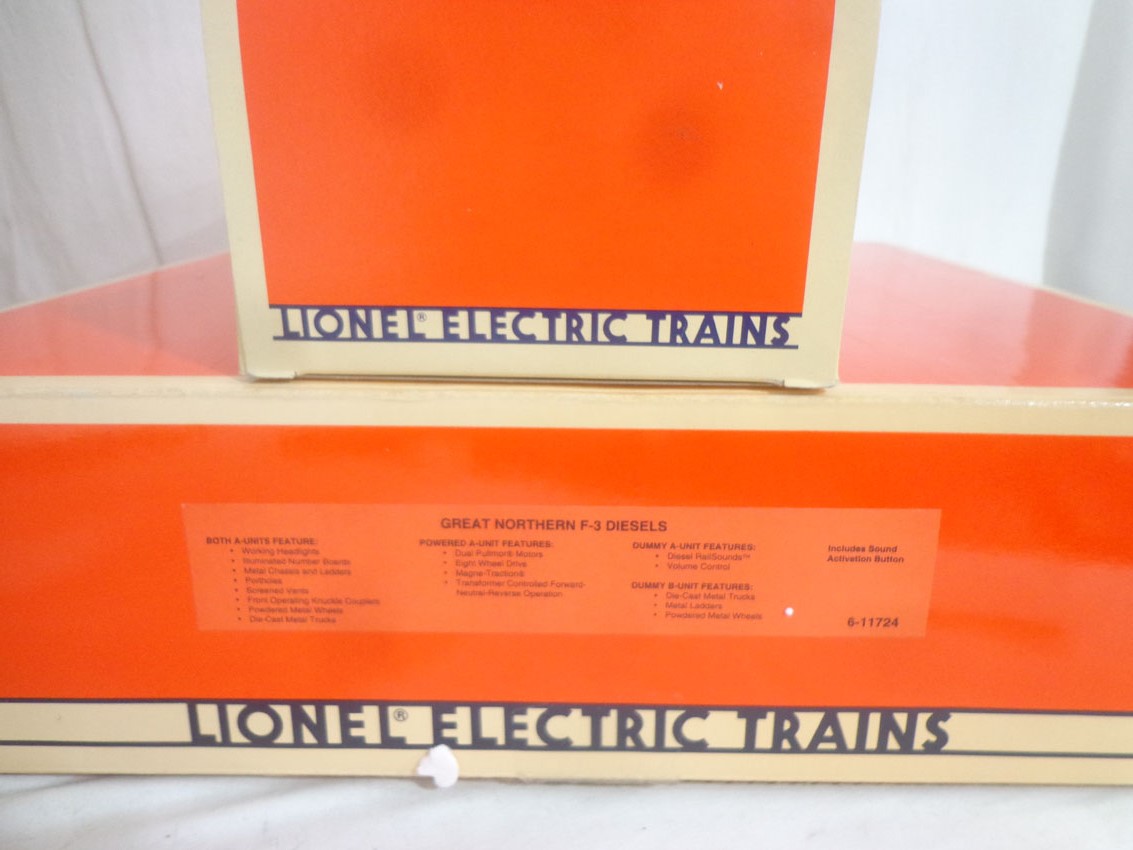 LIONEL® ELECTRIC TRAINS
GREAT NORTHERN F-3 DIESELS
BOTH A-UNITS FEATURE:
• Working Headlights
• Illuminated Number Boards
• Metal Chassis and Ladders
• Portholes
• Screened Vents
• Front Operating Knuckle Couplers
• Powdered Metal Wheels
• Die-Cast Metal Trucks
POWERED A-UNIT FEATURES:
• Dual Pullmor® Motors
• Eight Wheel Drive
• Magne-Traction®
• Transformer Controlled Forward-
Neutral-Reverse Operation
DUMMY A-UNIT FEATURES:
• Diesel RailSounds™
• Volume Control
DUMMY B-UNIT FEATURES:
• Die-Cast Metal Trucks
• Metal Ladders
• Powdered Metal Wheels
Includes Sound
Activation Button
6-11724
LIONEL® ELECTRIC TRAINS